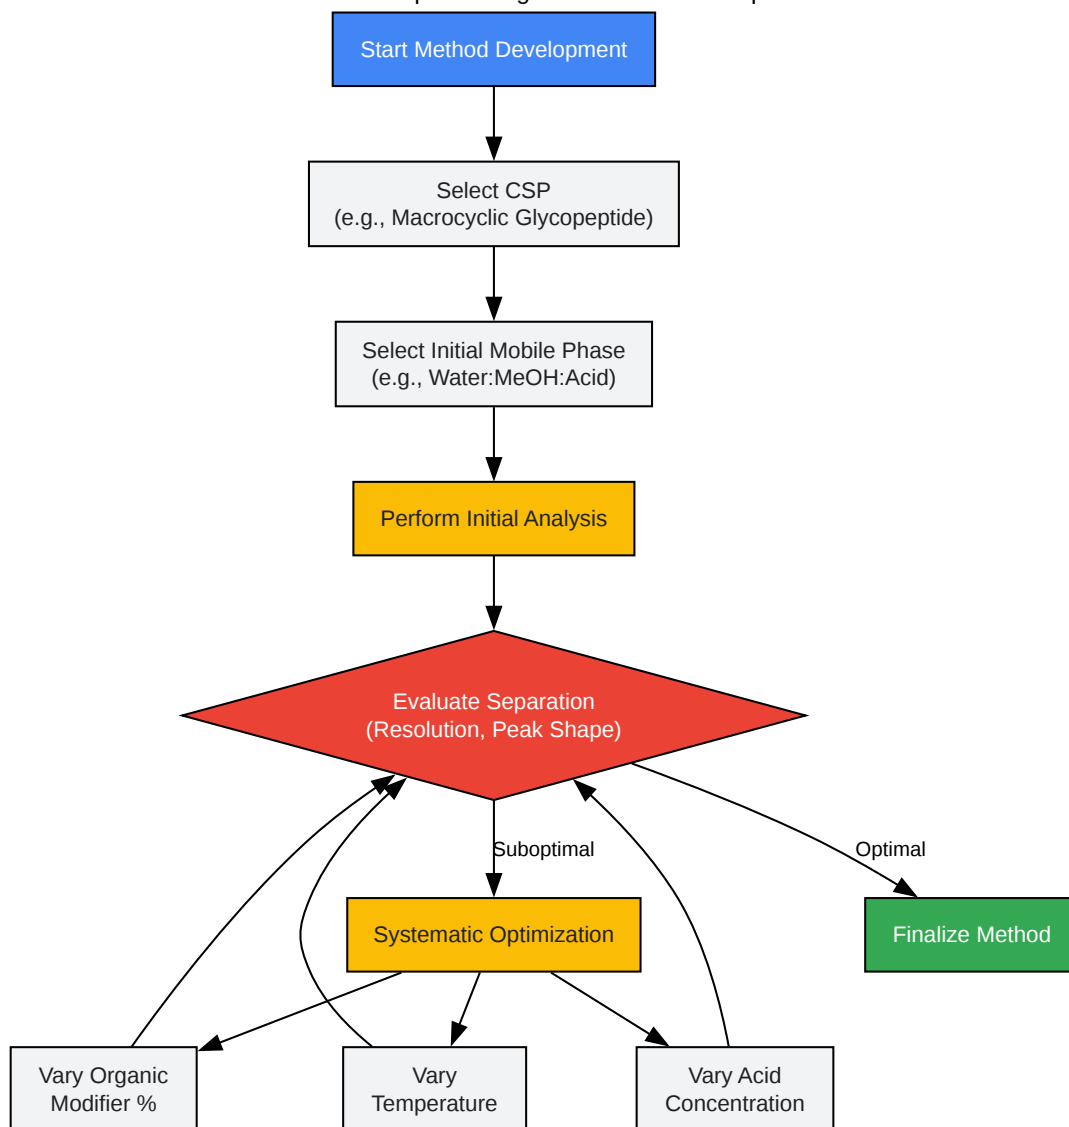 Start Method Development
Select CSP
(e.g., Macrocyclic Glycopeptide)
Select Initial Mobile Phase
(e.g., Water:MeOH:Acid)
Perform Initial Analysis
Evaluate Separation
(Resolution, Peak Shape)
Suboptimal
Optimal
Systematic Optimization
Finalize Method
Vary Organic
Modifier %
Vary
Temperature
Vary Acid
Concentration